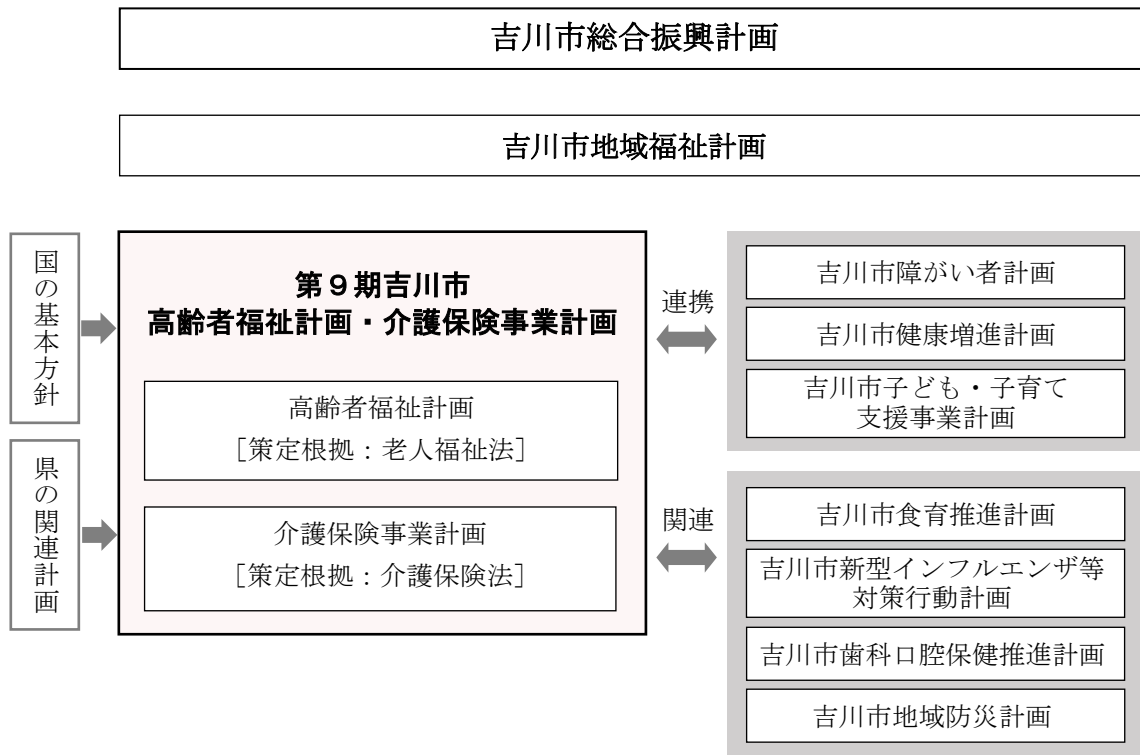 吉川市総合振興計画
吉川市地域福祉計画
国の基本方針
県の関連計画
第９期吉川市
高齢者福祉計画・介護保険事業計画
高齢者福祉計画
［策定根拠：老人福祉法］
介護保険事業計画
［策定根拠：介護保険法］
連携
関連
吉川市障がい者計画
吉川市健康増進計画
吉川市子ども・子育て
支援事業計画
吉川市食育推進計画
吉川市新型インフルエンザ等
対策行動計画
吉川市歯科口腔保健推進計画
吉川市地域防災計画